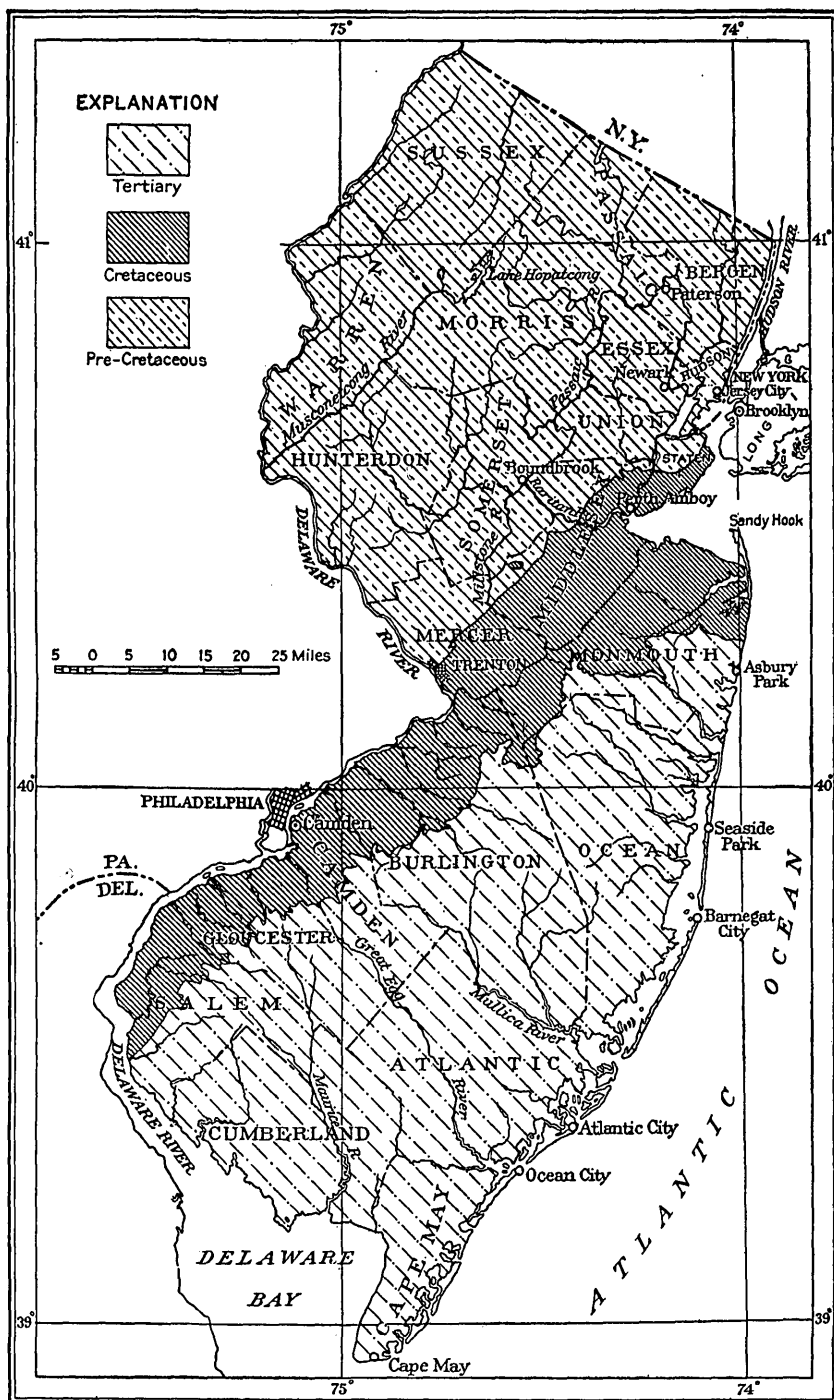 75°
74°
EXPLANATION
Tertiary
Cretaceous
Pre-Cretaceous
N.Y.
SUSSEX
PASSAIC
41°
41°
BERGEN
HUDSON RIVER
Lake Hopatcong
Paterson
WARREN
MORRIS
Musconetcong River
Passaic R
ESSEX
Newark
HUDSON
NEW YORK
Jersey City
Brooklyn
LONG
UNION
STATEN
HUNTERDON
SOMERSET
Boundbrook
Raritan R
Perth Amboy
Sandy Hook
Millstone R
MIDDLESEX
DELAWARE
RIVER
MERCER
TRENTON
MONMOUTH
Asbury
Park
5 0 5 10 15 20 25 Miles
40°
40°
PHILADELPHIA
Camden
Seaside
Park
PA.
DEL.
BURLINGTON
OCEAN
CAMDEN
Barnegat
City
GLOUCESTER
Great Egg
River
Mullica River
SALEM
ATLANTIC
DELAWARE RIVER
Maurice R
CUMBERLAND
Atlantic City
Ocean City
CAPE MAY
DELAWARE
BAY
ATLANTIC
OCEAN
39°
39°
Cape May
75°
74°